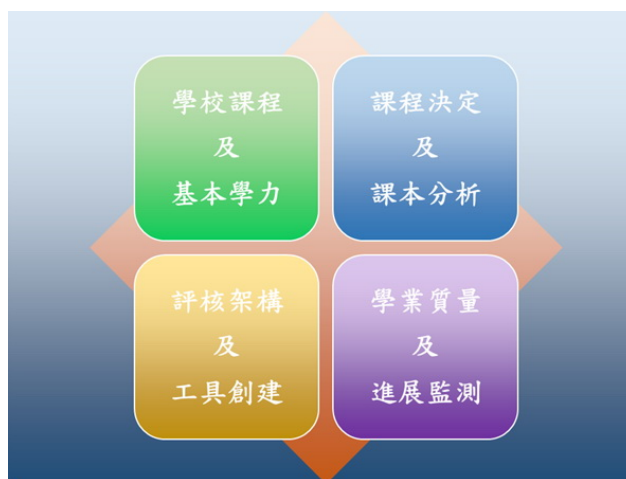 學校課程
及
基本學力
課程決定
及
課本分析
評核架構
及
工具創建
學業質量
及
進展監測